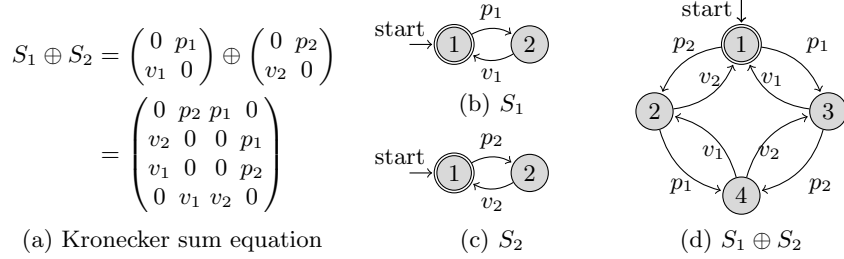 S₁ ⊕ S₂ = ( 0 p₁ ) ⊕ ( 0 p₂ )
( v₁ 0 ) ( v₂ 0 )
= ( 0 p₂ p₁ 0 )
( v₂ 0 0 p₁ )
( v₁ 0 0 p₂ )
( 0 v₁ v₂ 0 )
(a) Kronecker sum equation
start
1
p₁
2
v₁
(b) S₁
start
1
p₂
2
v₂
(c) S₂
start
1
p₂
p₁
v₂
v₁
2
3
v₁
v₂
p₁
p₂
4
(d) S₁ ⊕ S₂